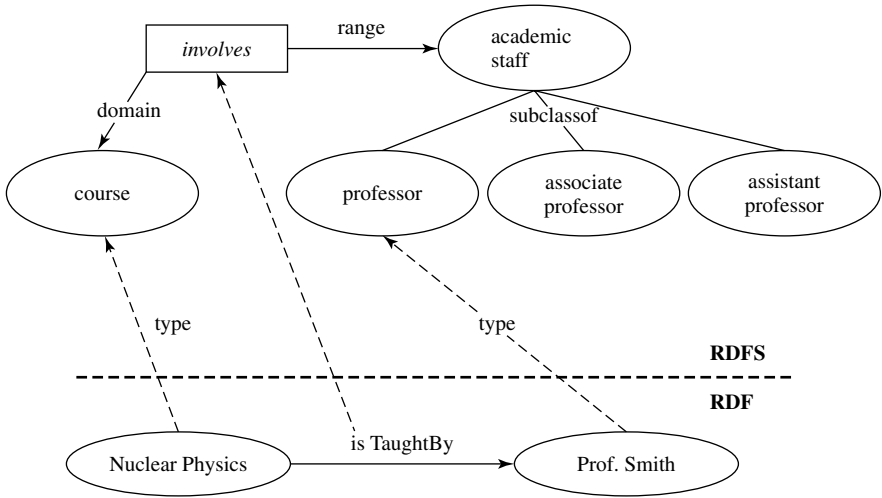 involves
range
academic
staff
domain
subclassof
course
professor
associate
professor
assistant
professor
type
type
RDFS
RDF
is TaughtBy
Nuclear Physics
Prof. Smith